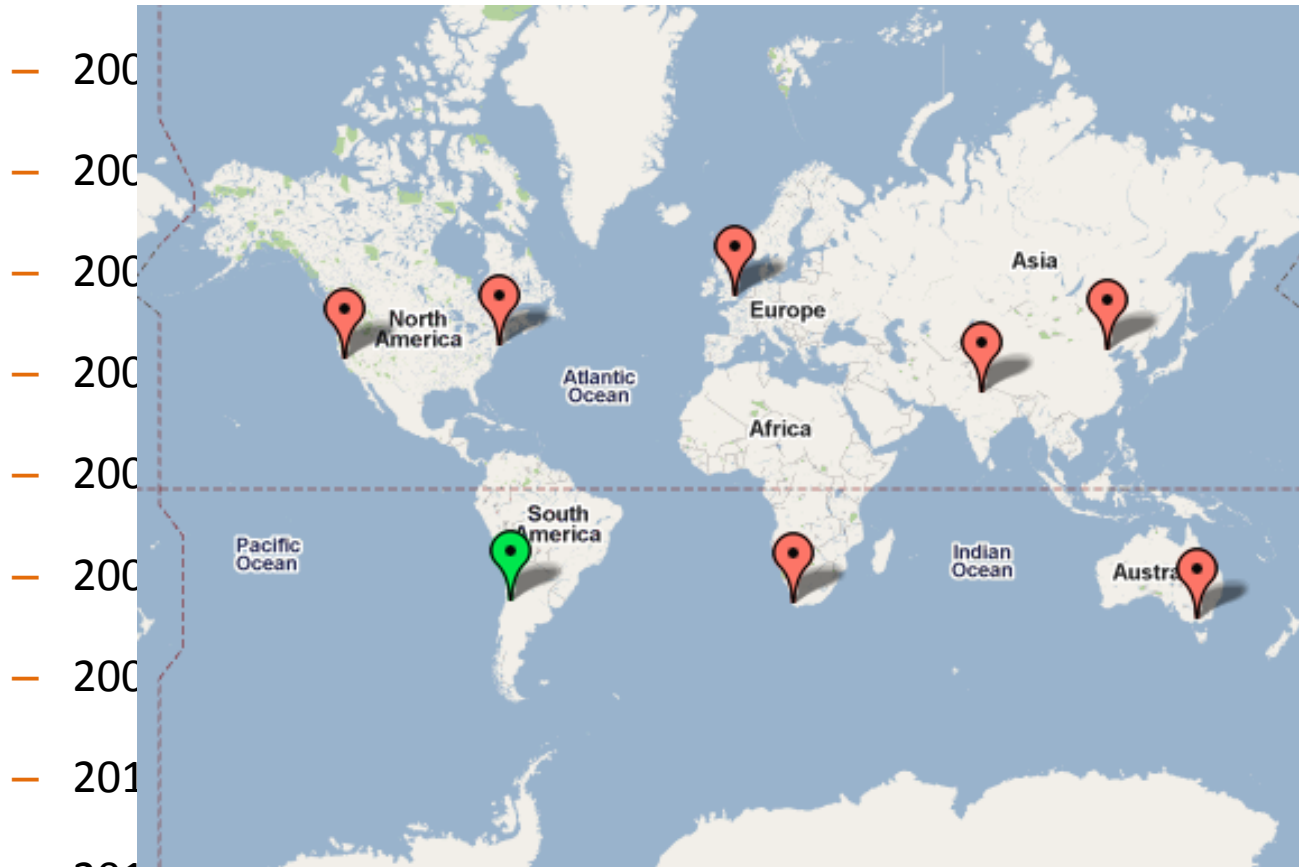 – 200
– 200
– 200
– 200
– 200
– 200
– 200
– 201
Asia
North
America
Europe
Atlantic
Ocean
Africa
South
America
Pacific
Ocean
Indian
Ocean